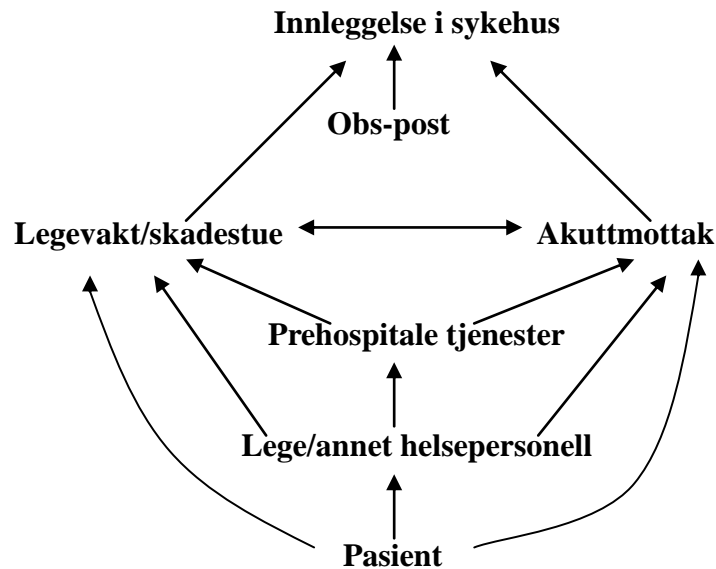 Innleggelse i sykehus
Obs-post
Legevakt/skadestue
Akuttmottak
Prehospitale tjenester
Lege/annet helsepersonell
Pasient